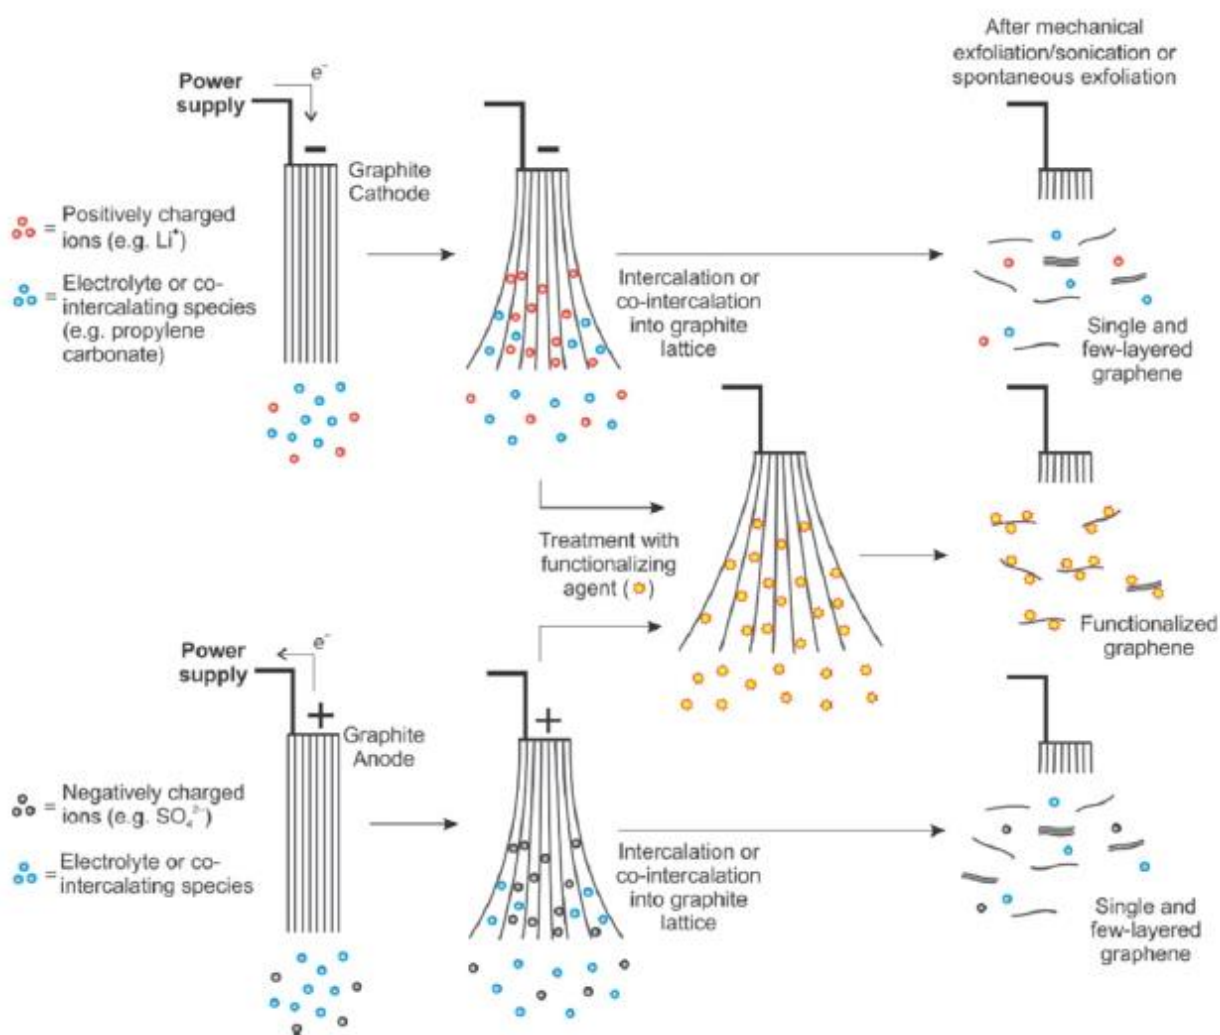 After mechanical
exfoliation/sonication or
spontaneous exfoliation
Power
supply
e⁻
Graphite
Cathode
= Positively charged
ions (e.g. Li⁺)
= Electrolyte or co-
intercalating species
(e.g. propylene
carbonate)
Intercalation or
co-intercalation
into graphite
lattice
Single and
few-layered
graphene
Treatment with
functionalizing
agent ( )
Functionalized
graphene
Power
supply
e⁻
Graphite
Anode
= Negatively charged
ions (e.g. SO₄²⁻)
= Electrolyte or co-
intercalating species
Intercalation or
co-intercalation
into graphite
lattice
Single and
few-layered
graphene